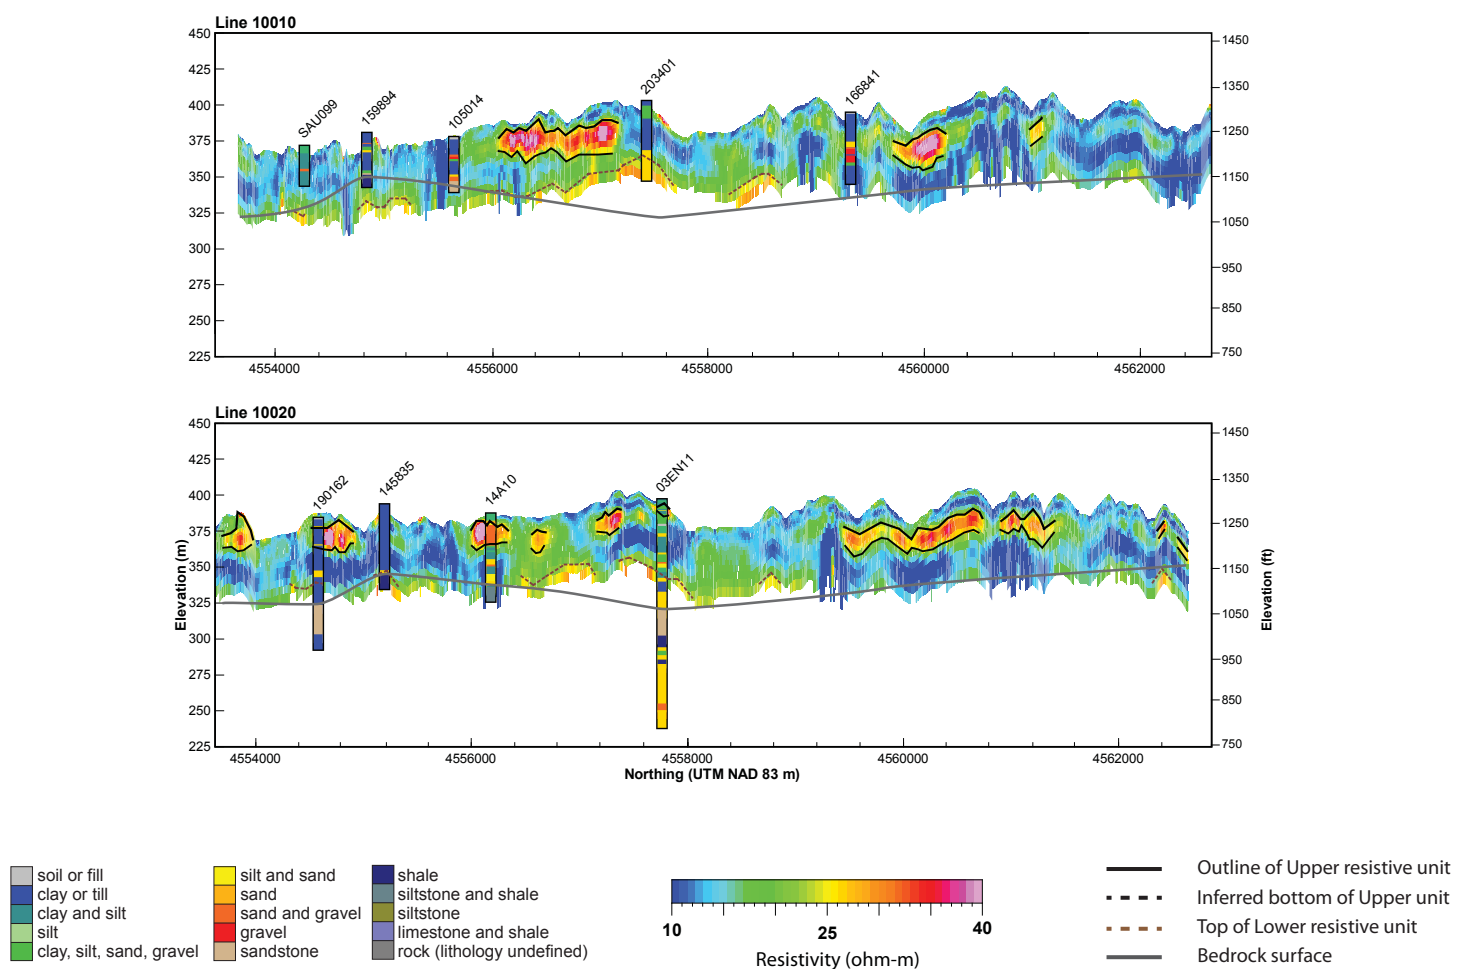 Line 10010
450
425
400
375
350
325
300
275
250
225
1450
1350
1250
1150
1050
950
850
750
SAU099
159894
105014
203401
166841
4554000
4556000
4558000
4560000
4562000
Line 10020
450
425
400
375
350
325
300
275
250
225
Elevation (m)
1450
1350
1250
1150
1050
950
850
750
Elevation (ft)
190162
145835
14A10
03EN11
4554000
4556000
4558000
4560000
4562000
Northing (UTM NAD 83 m)
soil or fill
clay or till
clay and silt
silt
clay, silt, sand, gravel
silt and sand
sand
sand and gravel
gravel
sandstone
shale
siltstone and shale
siltstone
limestone and shale
rock (lithology undefined)
10
25
40
Resistivity (ohm-m)
Outline of Upper resistive unit
Inferred bottom of Upper unit
Top of Lower resistive unit
Bedrock surface